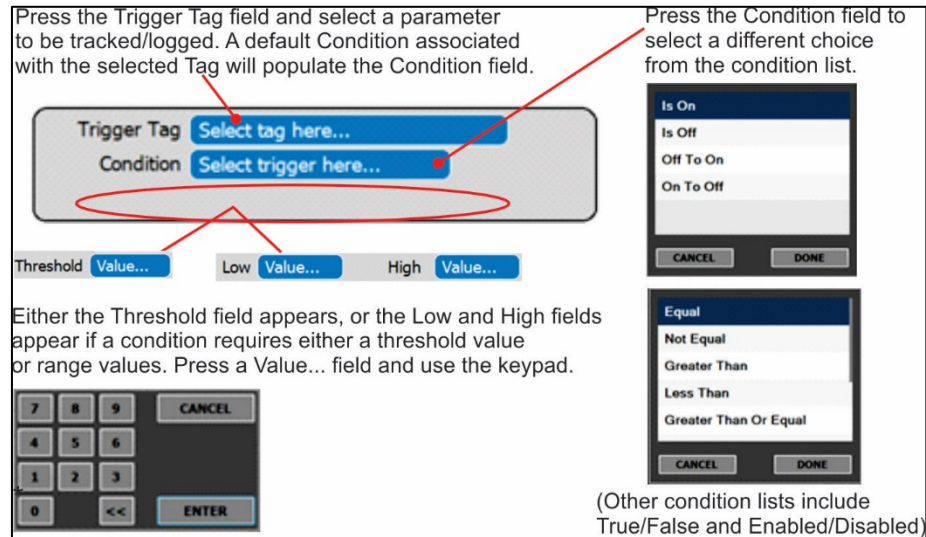 Press the Trigger Tag field and select a parameter
to be tracked/logged. A default Condition associated
with the selected Tag will populate the Condition field.
Press the Condition field to
select a different choice
from the condition list.
Trigger Tag Select tag here...
Condition Select trigger here...
Threshold Value...
Low Value...
High Value...
Either the Threshold field appears, or the Low and High fields
appear if a condition requires either a threshold value
or range values. Press a Value... field and use the keypad.
7 8 9 CANCEL
4 5 6
1 2 3
0 << ENTER
Is On
Is Off
Off To On
On To Off
CANCEL DONE
Equal
Not Equal
Greater Than
Less Than
Greater Than Or Equal
CANCEL DONE
(Other condition lists include
True/False and Enabled/Disabled)